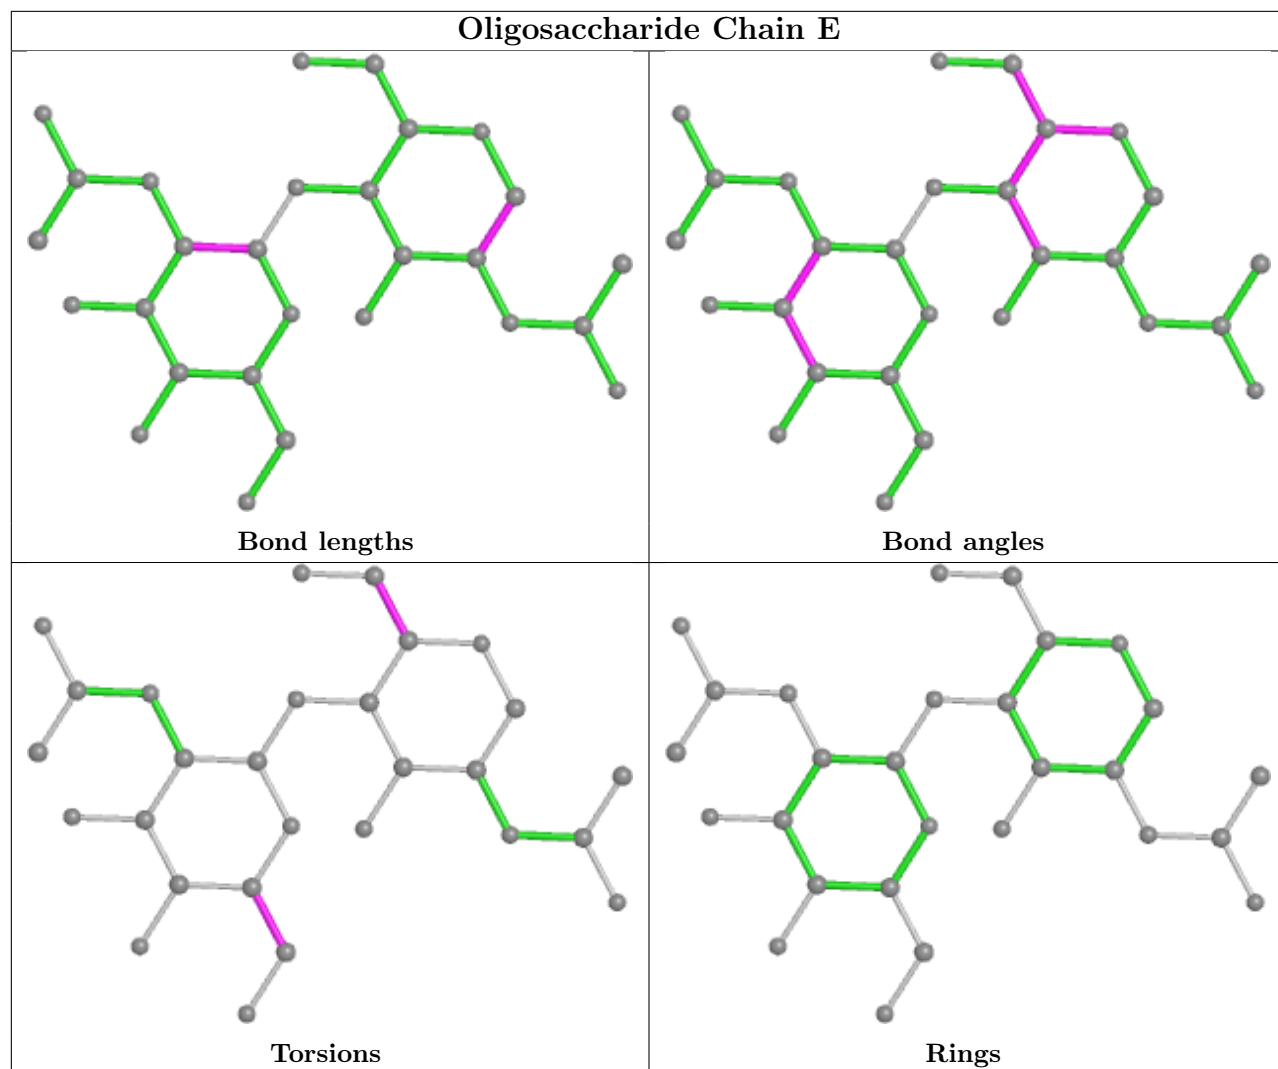 Oligosaccharide Chain E
Bond lengths
Bond angles
Torsions
Rings